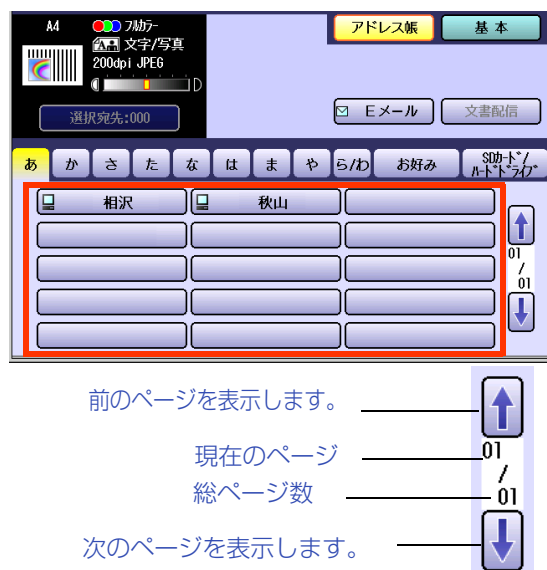 A4 フルカラー アドレス帳 基本
文字/写真
200dpi JPEG
D
選択宛先:000 Eメール 文書配信
あ か さ た な は ま や ら/わ お好み SDカード/
ハードドライブ
相沢 秋山
01
/
01
前のページを表示します。
現在のページ 01
/
総ページ数 01
次のページを表示します。